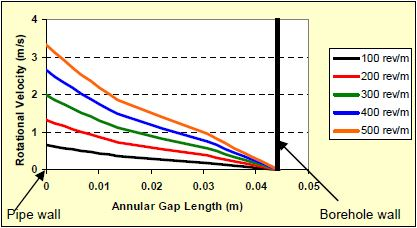 4
3
2
1
0
Rotational Velocity (m/s)
0 0.01 0.02 0.03 0.04 0.05
Annular Gap Length (m)
100 rev/m
200 rev/m
300 rev/m
400 rev/m
500 rev/m
Pipe wall
Borehole wall